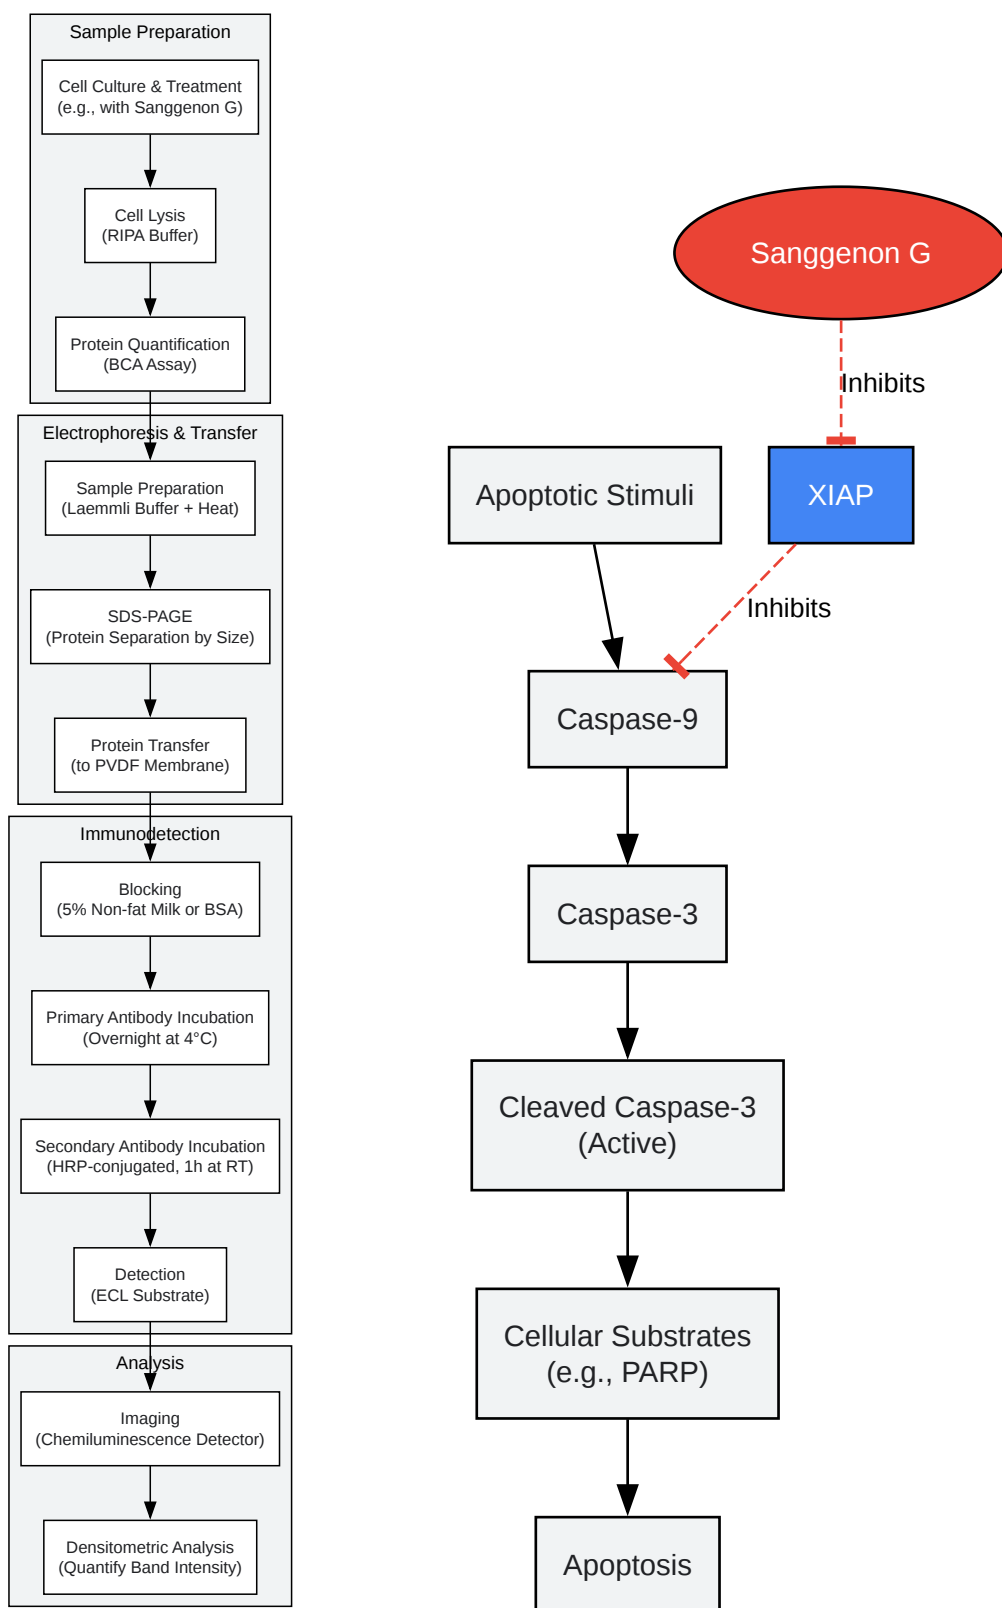 Sample Preparation
Cell Culture & Treatment
(e.g., with Sanggenon G)
Cell Lysis
(RIPA Buffer)
Protein Quantification
(BCA Assay)
Electrophoresis & Transfer
Sample Preparation
(Laemmli Buffer + Heat)
SDS-PAGE
(Protein Separation by Size)
Protein Transfer
(to PVDF Membrane)
Immunodetection
Blocking
(5% Non-fat Milk or BSA)
Primary Antibody Incubation
(Overnight at 4°C)
Secondary Antibody Incubation
(HRP-conjugated, 1h at RT)
Detection
(ECL Substrate)
Analysis
Imaging
(Chemiluminescence Detector)
Densitometric Analysis
(Quantify Band Intensity)
Sanggenon G
Inhibits
Apoptotic Stimuli
XIAP
Inhibits
Caspase-9
Caspase-3
Cleaved Caspase-3
(Active)
Cellular Substrates
(e.g., PARP)
Apoptosis